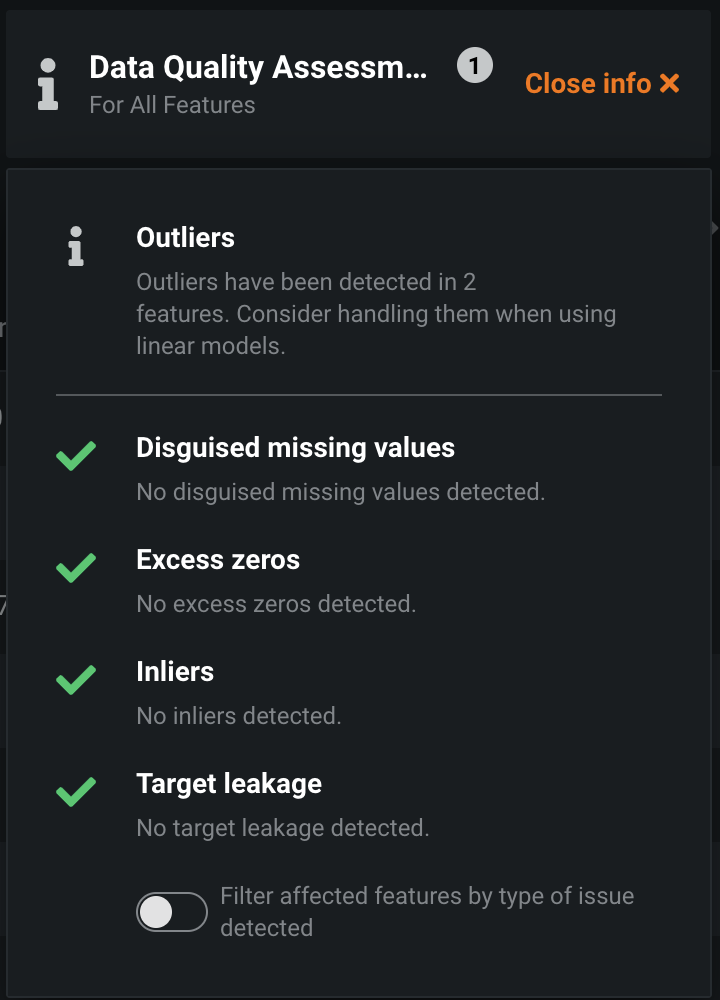 Data Quality Assessm...
1
Close info
For All Features
Outliers
Outliers have been detected in 2
features. Consider handling them when using
linear models.
Disguised missing values
No disguised missing values detected.
Excess zeros
No excess zeros detected.
Inliers
No inliers detected.
Target leakage
No target leakage detected.
Filter affected features by type of issue
detected